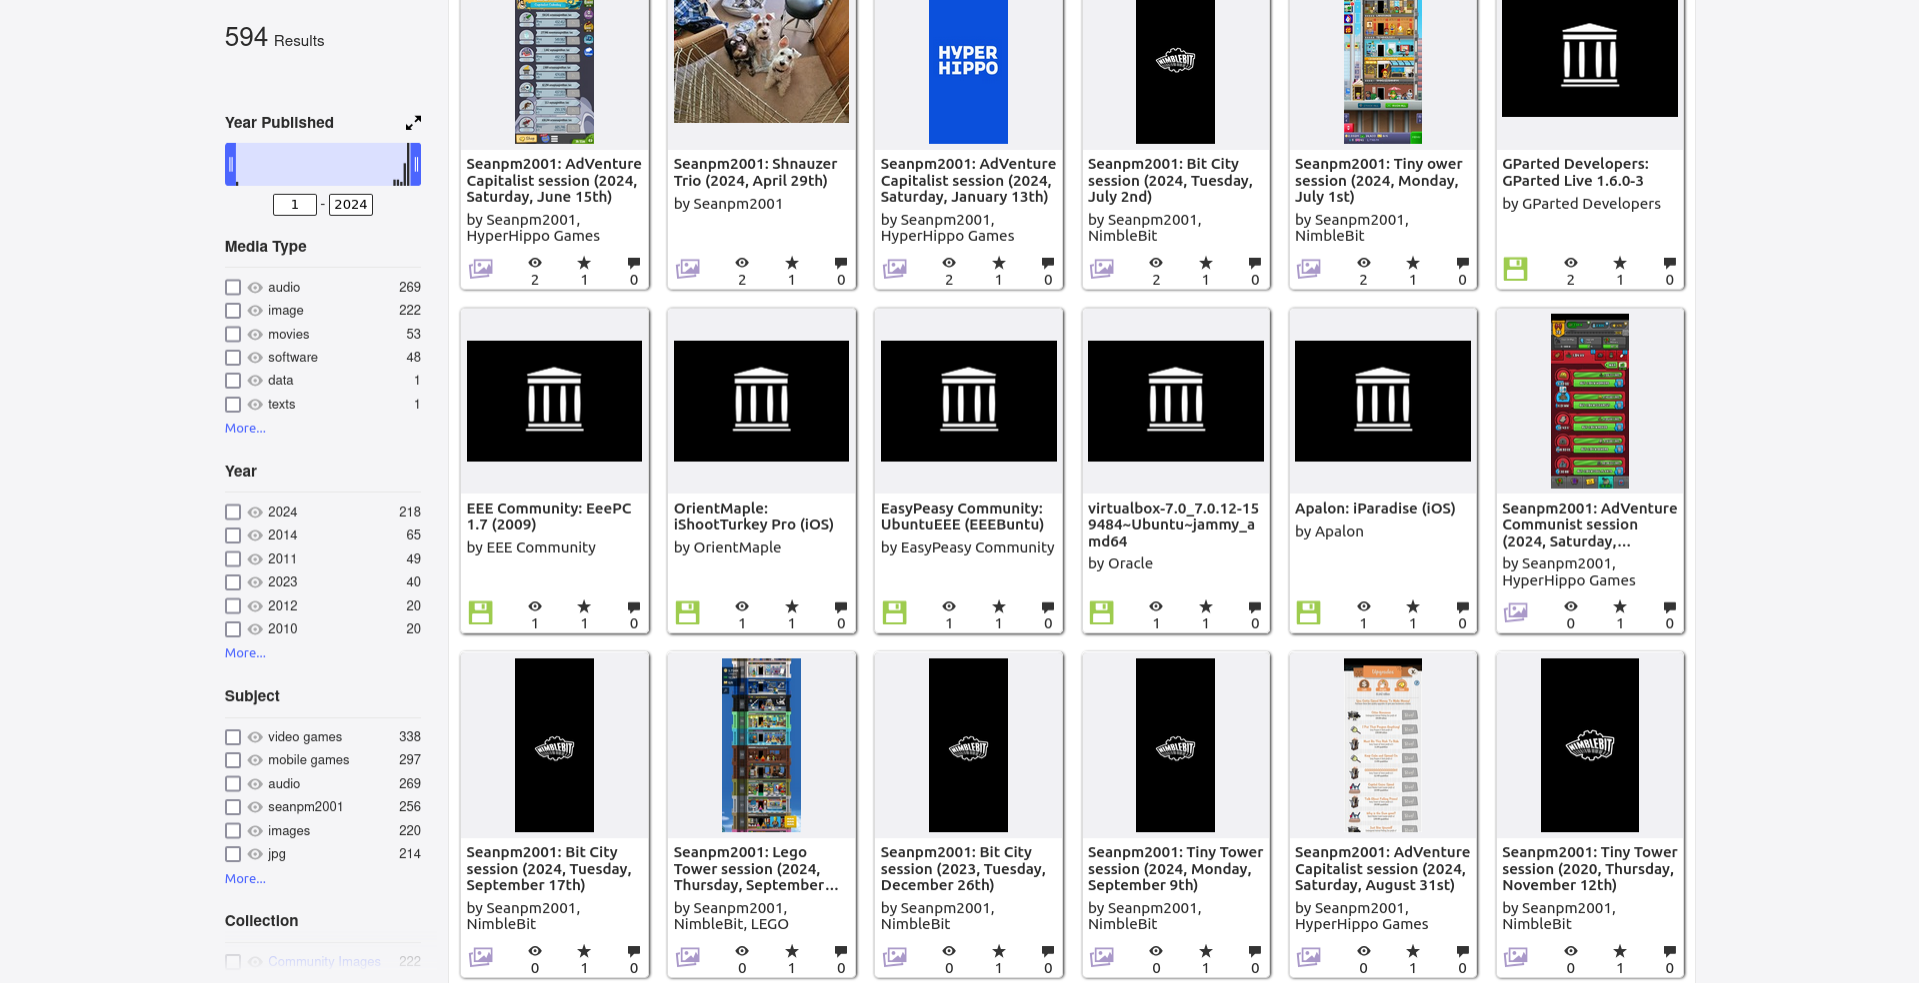 594 Results
Year Published
1 - 2024
Media Type
audio 269
image 222
movies 53
software 48
data 1
texts 1
More...
Year
2024 218
2014 65
2011 49
2023 40
2012 20
2010 20
More...
Subject
video games 338
mobile games 297
audio 269
seanpm2001 256
images 220
jpg 214
More...
Collection
Community Images 222
Seanpm2001: AdVenture
Capitalist session (2024,
Saturday, June 15th)
by Seanpm2001,
HyperHippo Games
2 1 0
Seanpm2001: Shnauzer
Trio (2024, April 29th)
by Seanpm2001
2 1 0
HYPER
HIPPO
Seanpm2001: AdVenture
Capitalist session (2024,
Saturday, January 13th)
by Seanpm2001,
HyperHippo Games
2 1 0
NIMBLEBIT
Seanpm2001: Bit City
session (2024, Tuesday,
July 2nd)
by Seanpm2001,
NimbleBit
2 1 0
Seanpm2001: Tiny ower
session (2024, Monday,
July 1st)
by Seanpm2001,
NimbleBit
2 1 0
GParted Developers:
GParted Live 1.6.0-3
by GParted Developers
2 1 0
EEE Community: EeePC
1.7 (2009)
by EEE Community
1 1 0
OrientMaple:
iShootTurkey Pro (iOS)
by OrientMaple
1 1 0
EasyPeasy Community:
UbuntuEEE (EEEBuntu)
by EasyPeasy Community
1 1 0
virtualbox-7.0_7.0.12-15
9484~Ubuntu~jammy_a
md64
by Oracle
1 1 0
Apalon: iParadise (iOS)
by Apalon
1 1 0
Seanpm2001: AdVenture
Communist session
(2024, Saturday,...
by Seanpm2001,
HyperHippo Games
0 1 0
NIMBLEBIT
Seanpm2001: Bit City
session (2024, Tuesday,
September 17th)
by Seanpm2001,
NimbleBit
0 1 0
Seanpm2001: Lego
Tower session (2024,
Thursday, September...
by Seanpm2001,
NimbleBit, LEGO
0 1 0
NIMBLEBIT
Seanpm2001: Bit City
session (2023, Tuesday,
December 26th)
by Seanpm2001,
NimbleBit
0 1 0
NIMBLEBIT
Seanpm2001: Tiny Tower
session (2024, Monday,
September 9th)
by Seanpm2001,
NimbleBit
0 1 0
Upgrades
Seanpm2001: AdVenture
Capitalist session (2024,
Saturday, August 31st)
by Seanpm2001,
HyperHippo Games
0 1 0
NIMBLEBIT
Seanpm2001: Tiny Tower
session (2020, Thursday,
November 12th)
by Seanpm2001,
NimbleBit
0 1 0